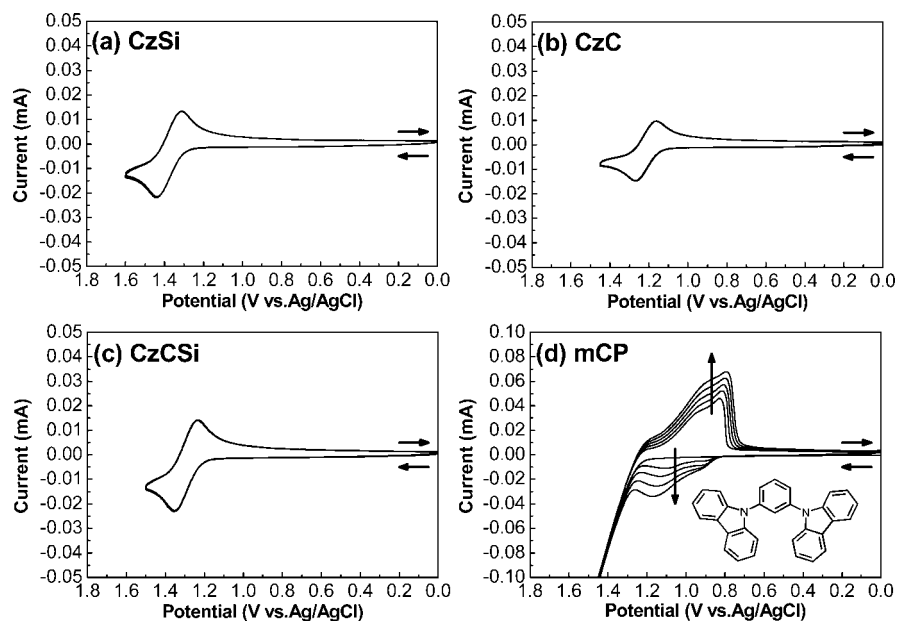 (a) CzSi
0.05
0.04
0.03
0.02
0.01
0.00
-0.01
-0.02
-0.03
-0.04
-0.05
Current (mA)
1.8 1.6 1.4 1.2 1.0 0.8 0.6 0.4 0.2 0.0
Potential (V vs.Ag/AgCl)
(b) CzC
0.05
0.04
0.03
0.02
0.01
0.00
-0.01
-0.02
-0.03
-0.04
-0.05
Current (mA)
1.8 1.6 1.4 1.2 1.0 0.8 0.6 0.4 0.2 0.0
Potential (V vs.Ag/AgCl)
(c) CzCSi
0.05
0.04
0.03
0.02
0.01
0.00
-0.01
-0.02
-0.03
-0.04
-0.05
Current (mA)
1.8 1.6 1.4 1.2 1.0 0.8 0.6 0.4 0.2 0.0
Potential (V vs.Ag/AgCl)
(d) mCP
0.10
0.08
0.06
0.04
0.02
0.00
-0.02
-0.04
-0.06
-0.08
-0.10
Current (mA)
N N
1.8 1.6 1.4 1.2 1.0 0.8 0.6 0.4 0.2 0.0
Potential (V vs.Ag/AgCl)